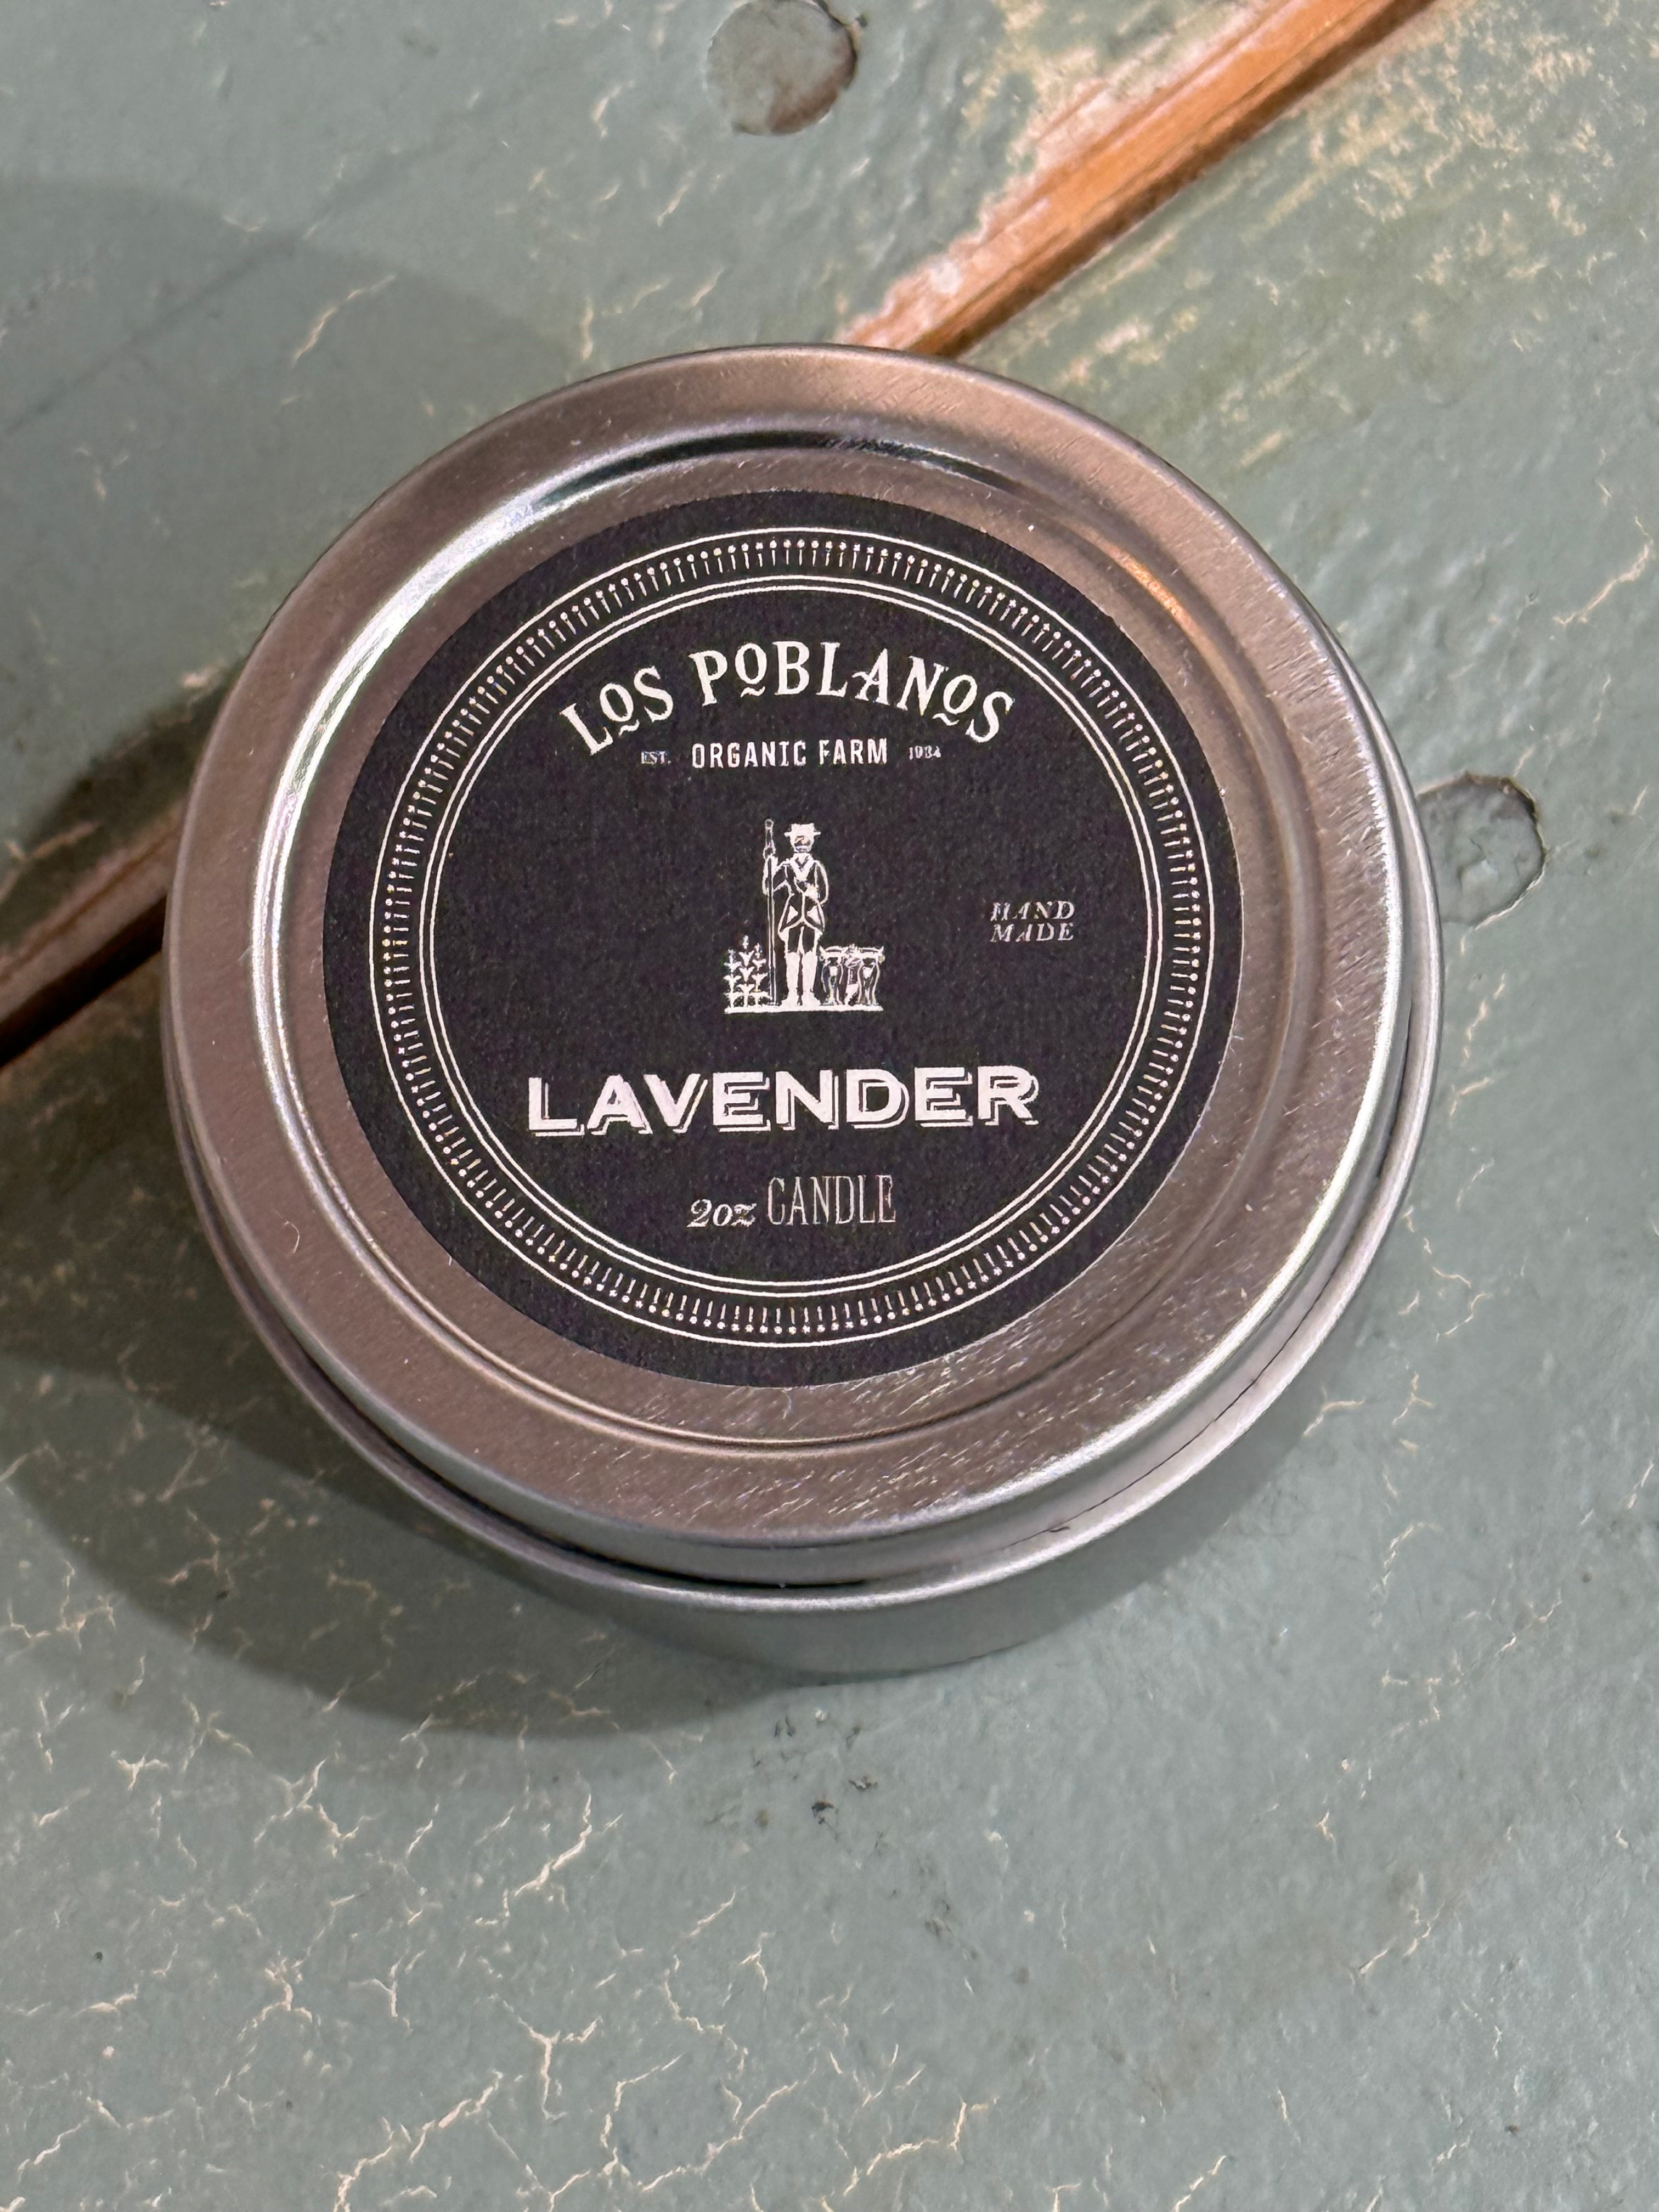 LOS POBLANOS
EST. ORGANIC FARM 1934
HAND
MADE
LAVENDER
2oz CANDLE